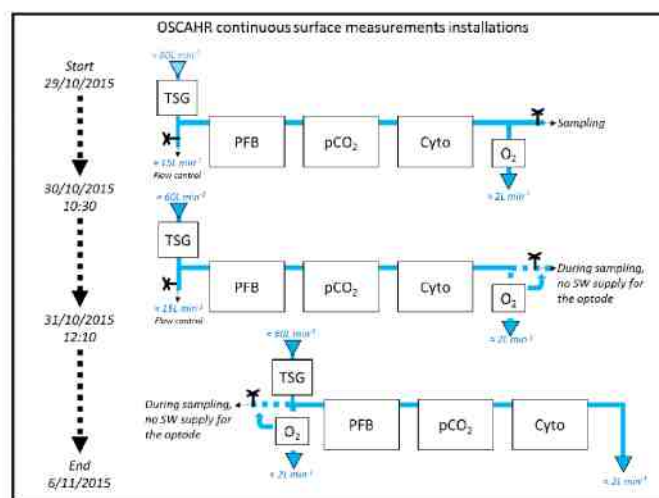 OSCAHR continuous surface measurements installations
Start
29/10/2015
≈ 60L min⁻¹
TSG
PFB
pCO₂
Cyto
Sampling
O₂
≈ 15L min⁻¹
Flow control
≈ 2L min⁻¹
30/10/2015
10:30
≈ 60L min⁻¹
TSG
PFB
pCO₂
Cyto
During sampling,
no SW supply for
the optode
O₂
≈ 15L min⁻¹
Flow control
≈ 2L min⁻¹
31/10/2015
12:10
≈ 60L min⁻¹
TSG
During sampling,
no SW supply for
the optode
O₂
PFB
pCO₂
Cyto
≈ 2L min⁻¹
≈ 2L min⁻¹
End
6/11/2015